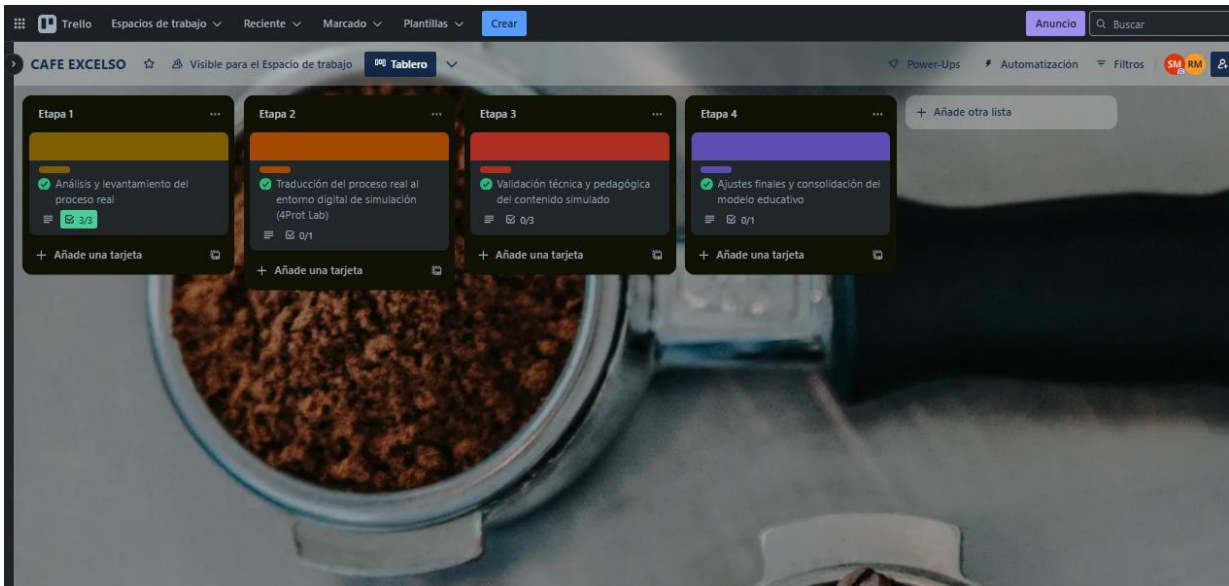 Trello Espacios de trabajo Reciente Marcado Plantillas Crear Anuncio Buscar
CAFE EXCELSO Visible para el Espacio de trabajo Tablero Power-Ups Automatización Filtros SM RM
Etapa 1
Análisis y levantamiento del
proceso real
3/3
+ Añade una tarjeta
Etapa 2
Traducción del proceso real al
entorno digital de simulación
(4Prot Lab)
0/1
+ Añade una tarjeta
Etapa 3
Validación técnica y pedagógica
del contenido simulado
0/3
+ Añade una tarjeta
Etapa 4
Ajustes finales y consolidación del
modelo educativo
0/1
+ Añade una tarjeta
+ Añade otra lista